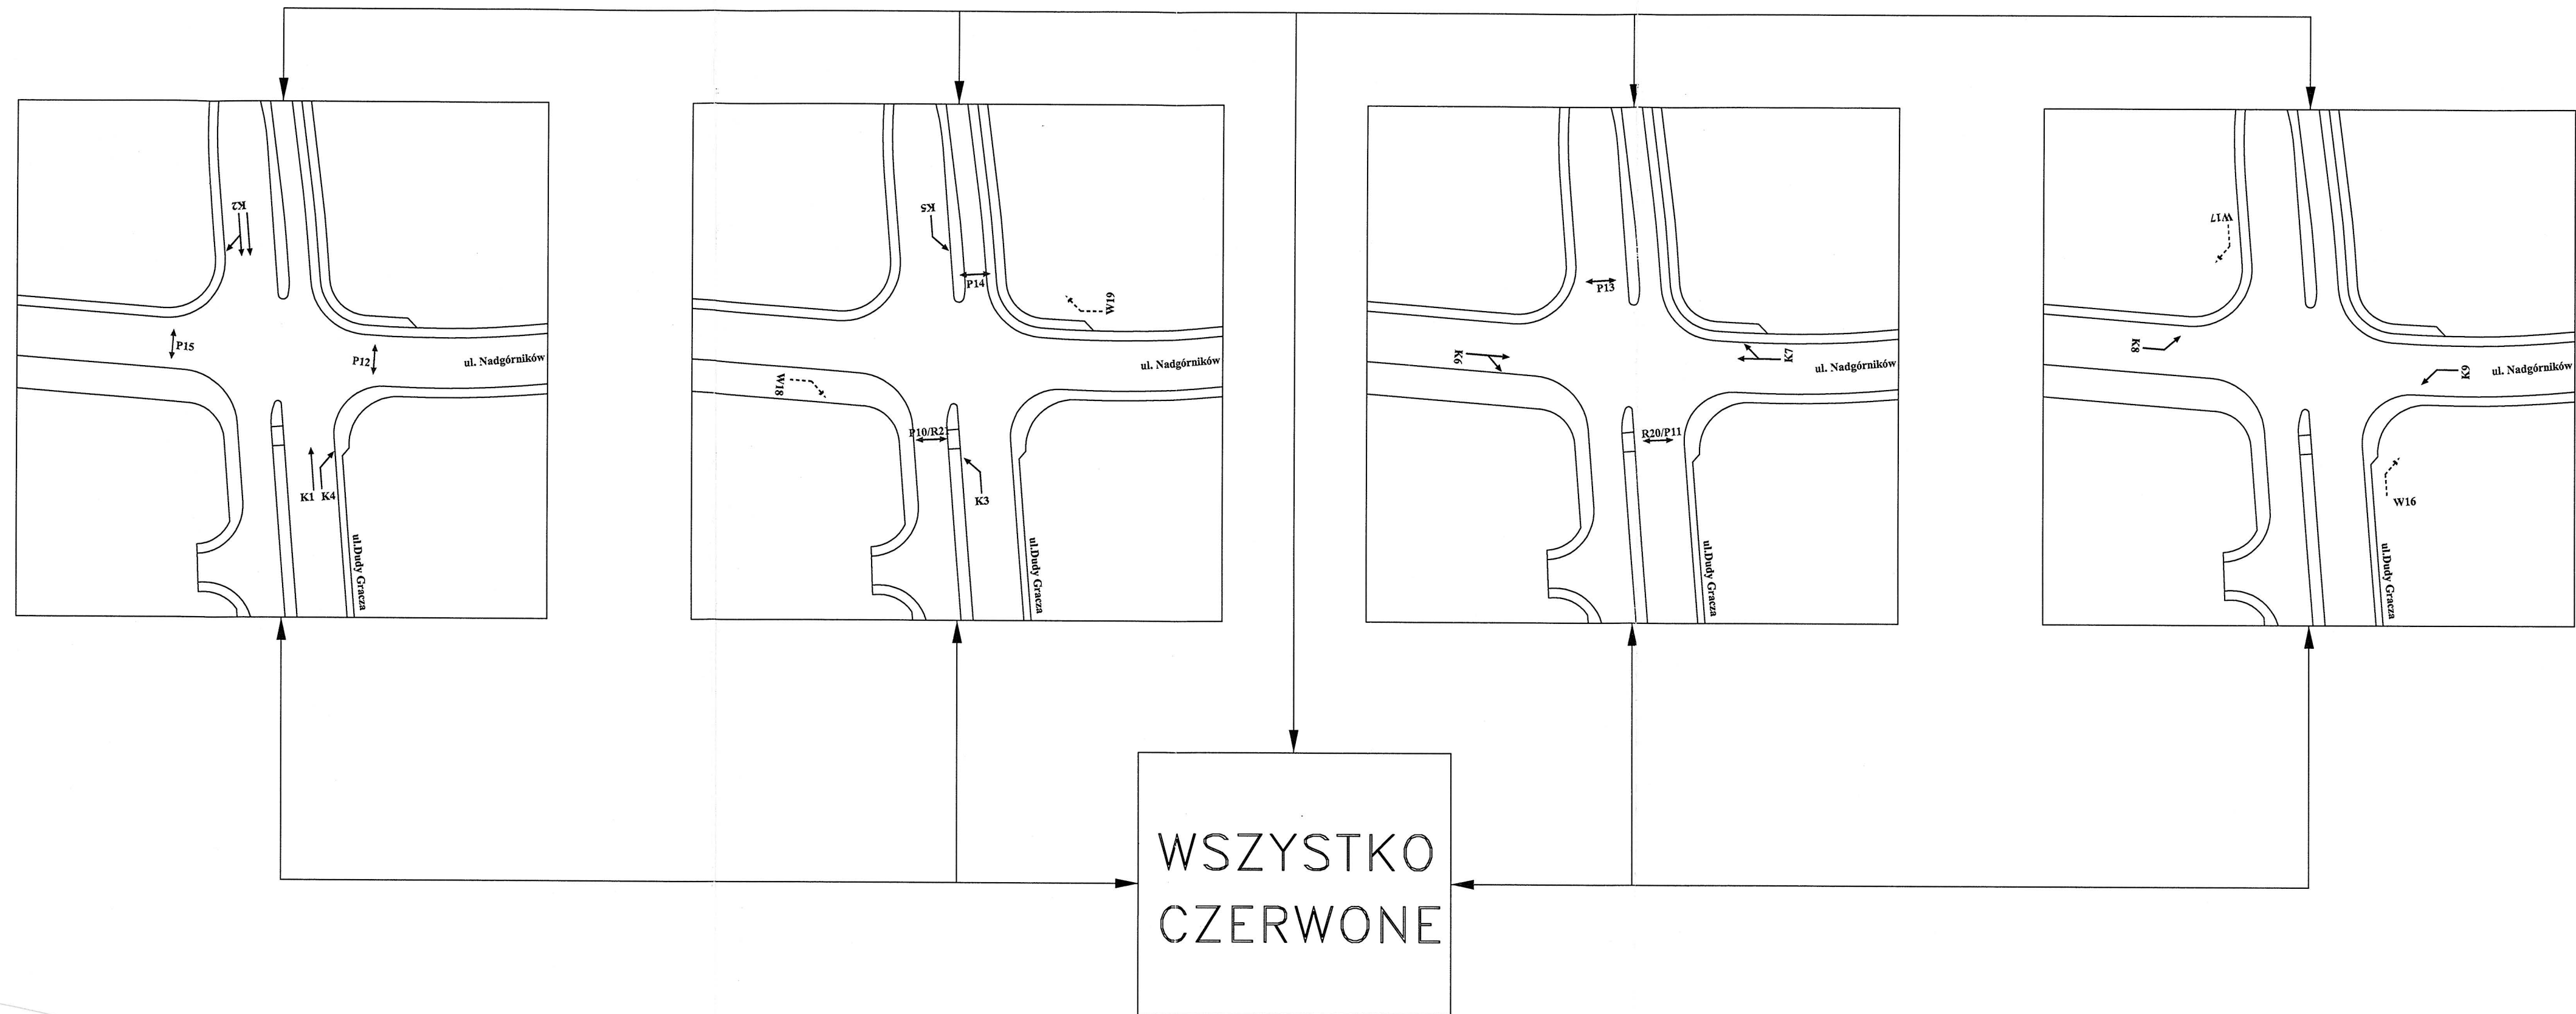 K2
P15
P12
ul. Nadgórników
K1 K4
ul.Dudy Gracza
K5
P14
W19
ul. Nadgórników
W18
P10/R21
K3
ul.Dudy Gracza
P13
K6
K7
ul. Nadgórników
R20/P11
ul.Dudy Gracza
W17
K8
K9
ul. Nadgórników
W16
ul.Dudy Gracza
WSZYSTKO
CZERWONE